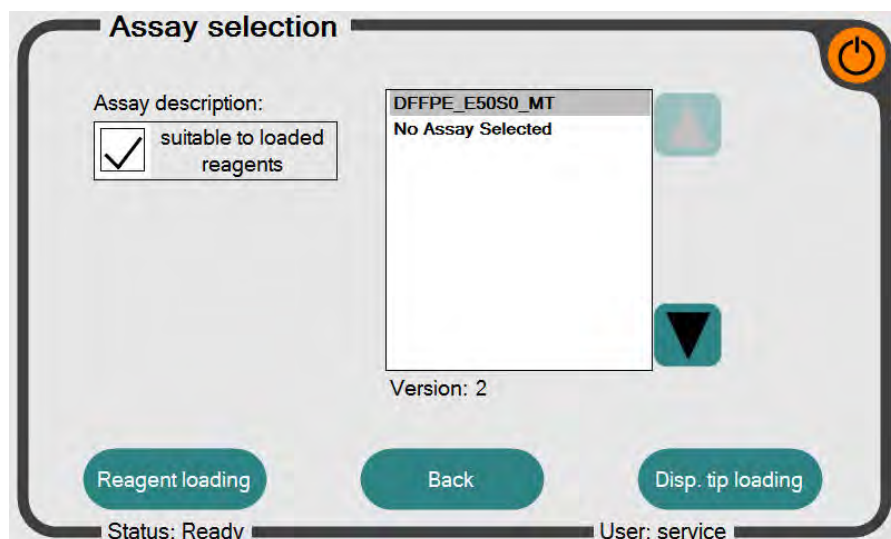 Assay selection
Assay description:
suitable to loaded
reagents
DFFPE_E50S0_MT
No Assay Selected
Version: 2
Reagent loading
Back
Disp. tip loading
Status: Ready
User: service